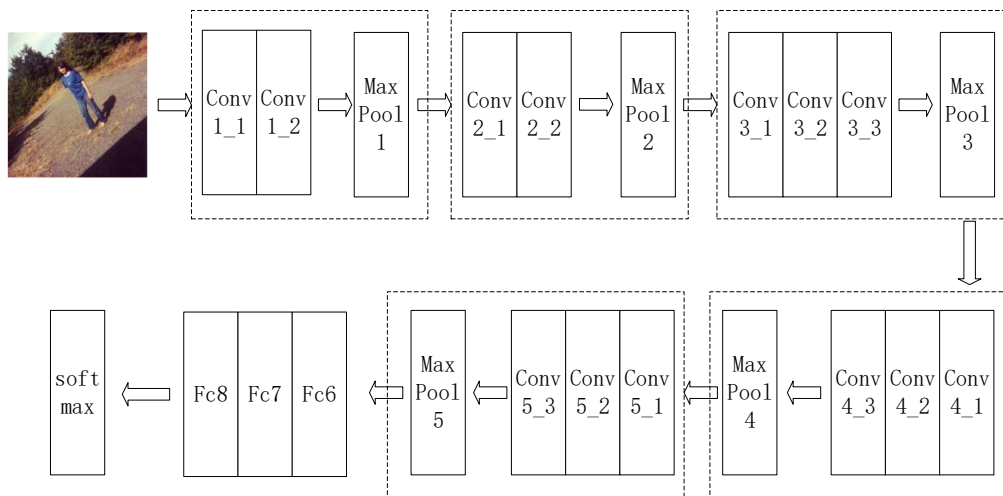 Conv
1_1
Conv
1_2
Max
Pool
1
Conv
2_1
Conv
2_2
Max
Pool
2
Conv
3_1
Conv
3_2
Conv
3_3
Max
Pool
3
Conv
4_1
Conv
4_2
Conv
4_3
Max
Pool
4
Conv
5_1
Conv
5_2
Conv
5_3
Max
Pool
5
Fc6
Fc7
Fc8
soft
max